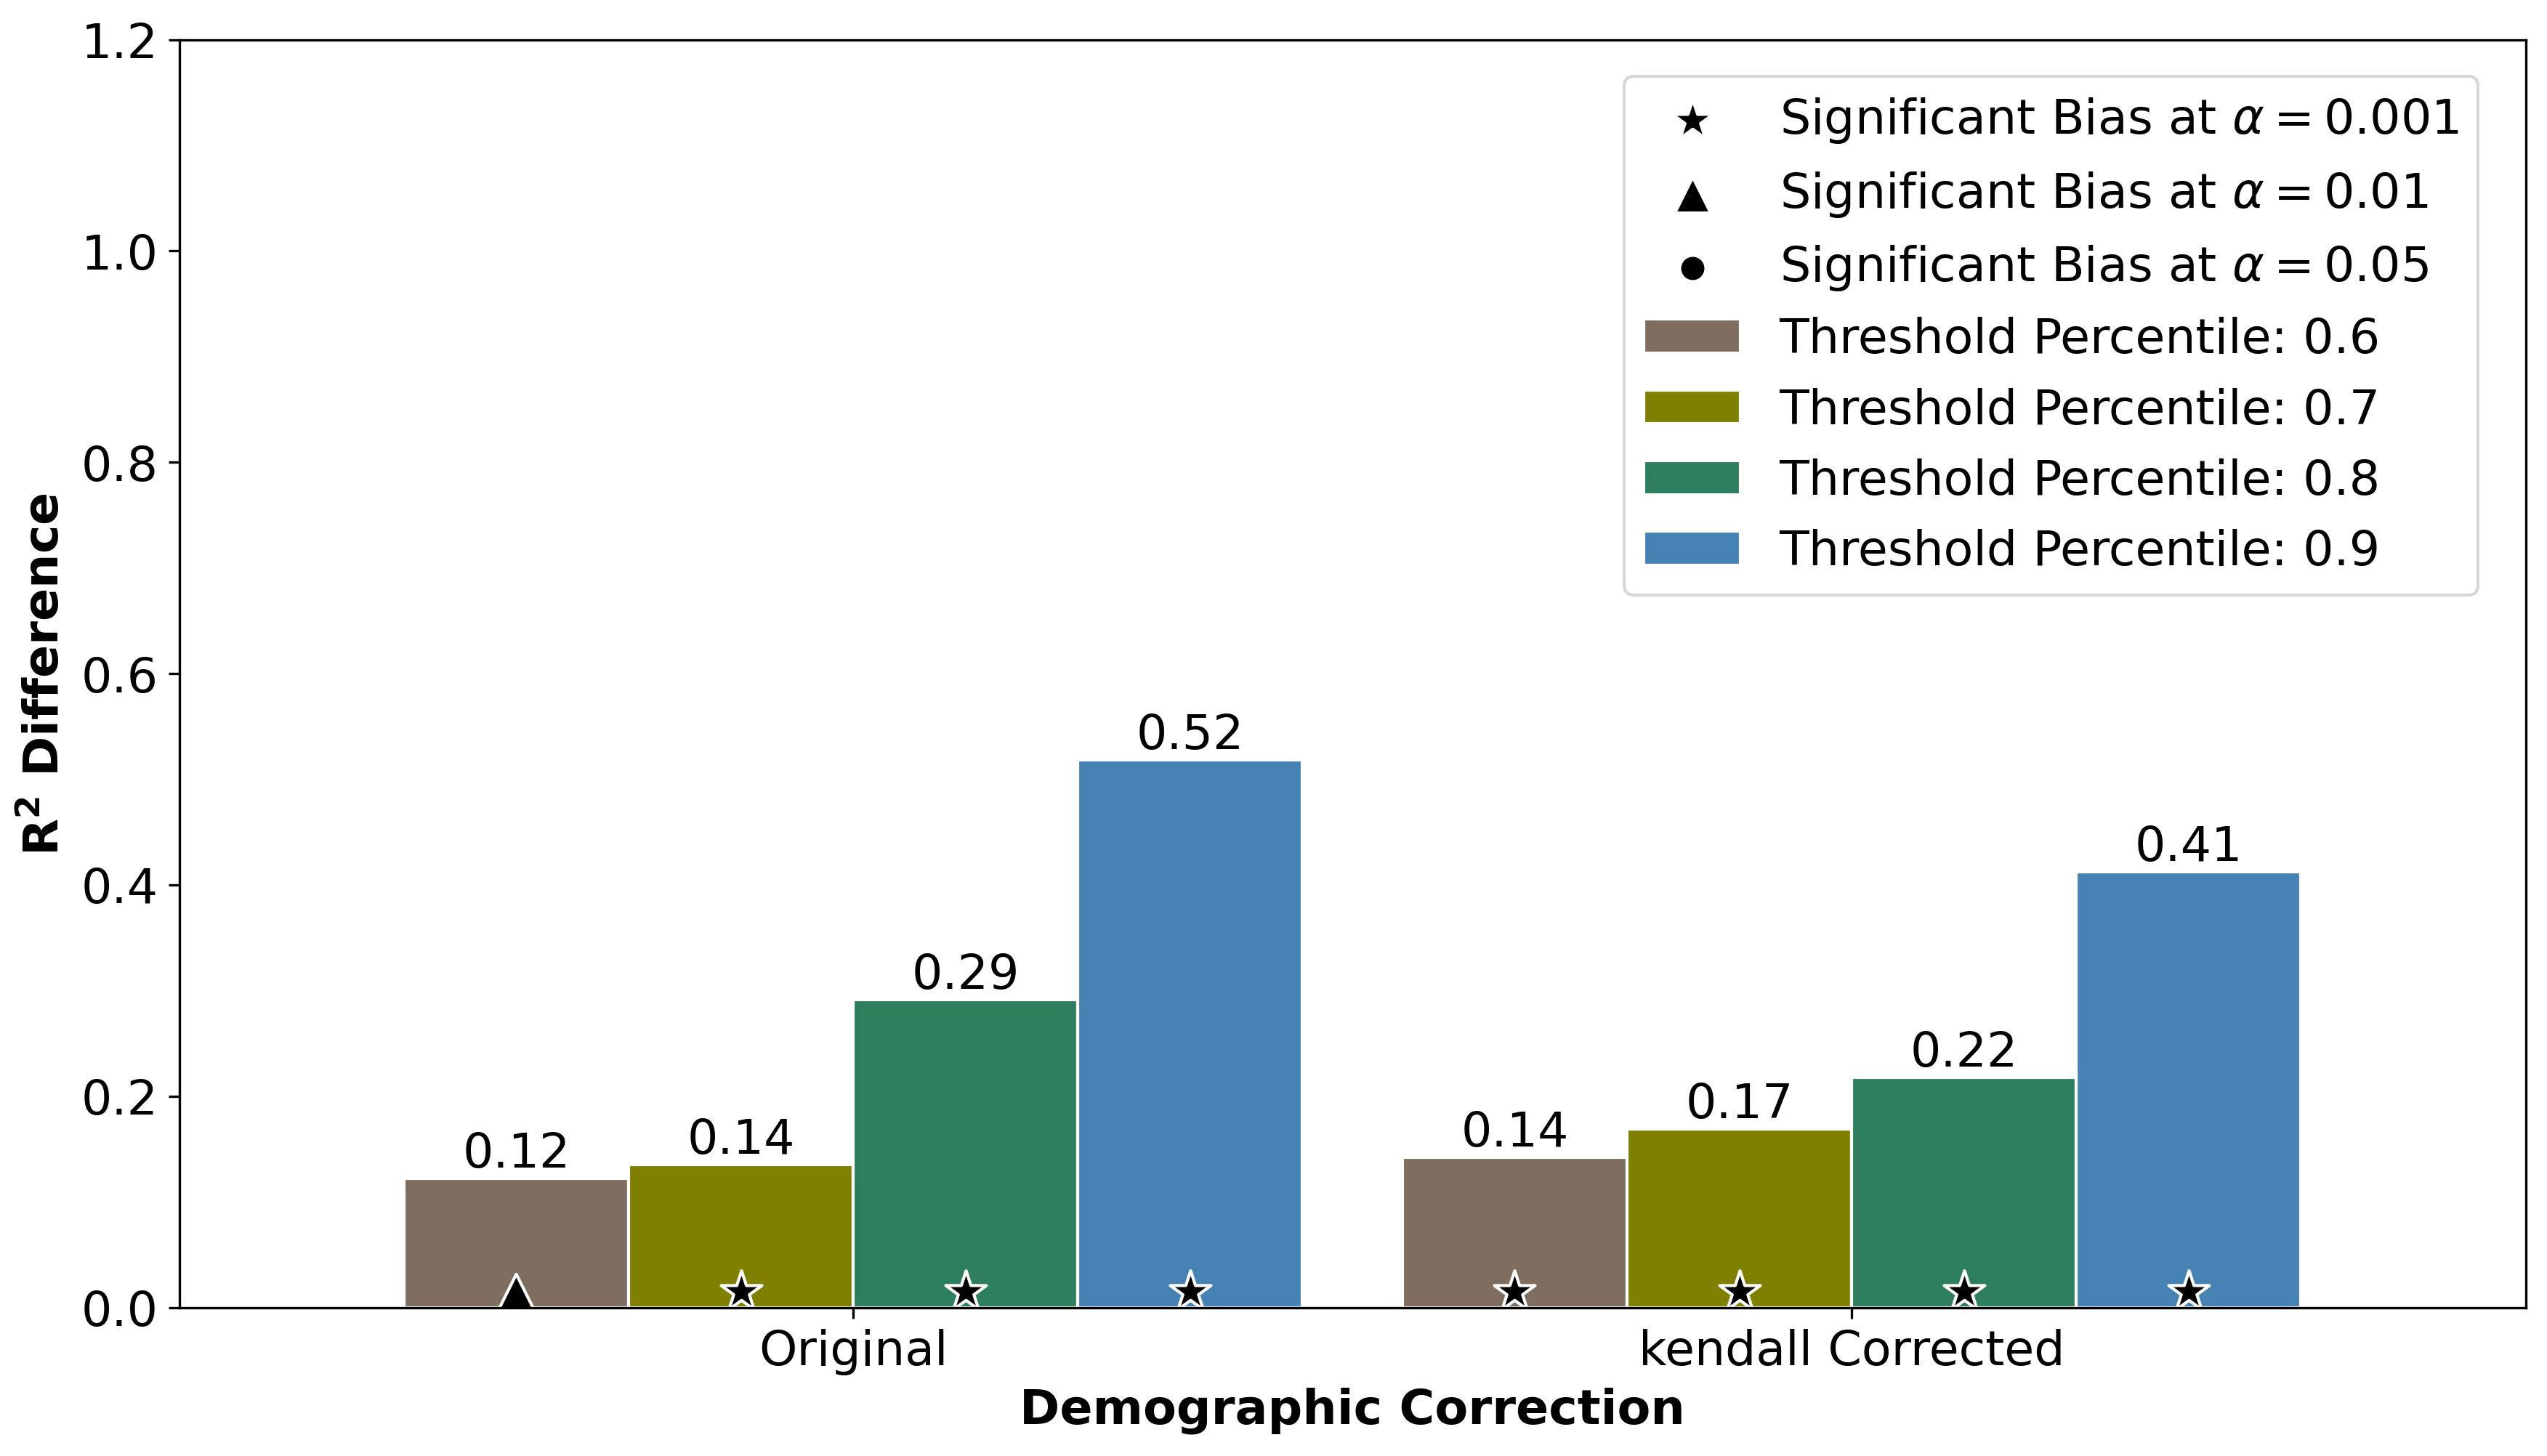 1.2
1.0
0.8
0.6
0.4
0.2
0.0
R² Difference
Significant Bias at α = 0.001
Significant Bias at α = 0.01
Significant Bias at α = 0.05
Threshold Percentile: 0.6
Threshold Percentile: 0.7
Threshold Percentile: 0.8
Threshold Percentile: 0.9
0.12
0.14
0.29
0.52
0.14
0.17
0.22
0.41
Original
kendall Corrected
Demographic Correction